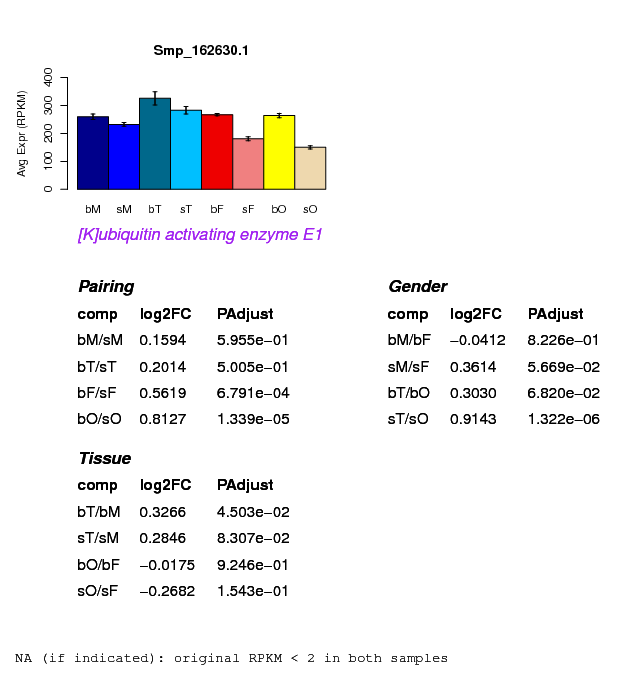 Smp_162630.1
Avg Expr (RPKM)
0 100 200 300 400
bM sM bT sT bF sF bO sO
[K]ubiquitin activating enzyme E1
Pairing
comp log2FC PAdjust
bM/sM 0.1594 5.955e−01
bT/sT 0.2014 5.005e−01
bF/sF 0.5619 6.791e−04
bO/sO 0.8127 1.339e−05
Gender
comp log2FC PAdjust
bM/bF −0.0412 8.226e−01
sM/sF 0.3614 5.669e−02
bT/bO 0.3030 6.820e−02
sT/sO 0.9143 1.322e−06
Tissue
comp log2FC PAdjust
bT/bM 0.3266 4.503e−02
sT/sM 0.2846 8.307e−02
bO/bF −0.0175 9.246e−01
sO/sF −0.2682 1.543e−01
NA (if indicated): original RPKM < 2 in both samples